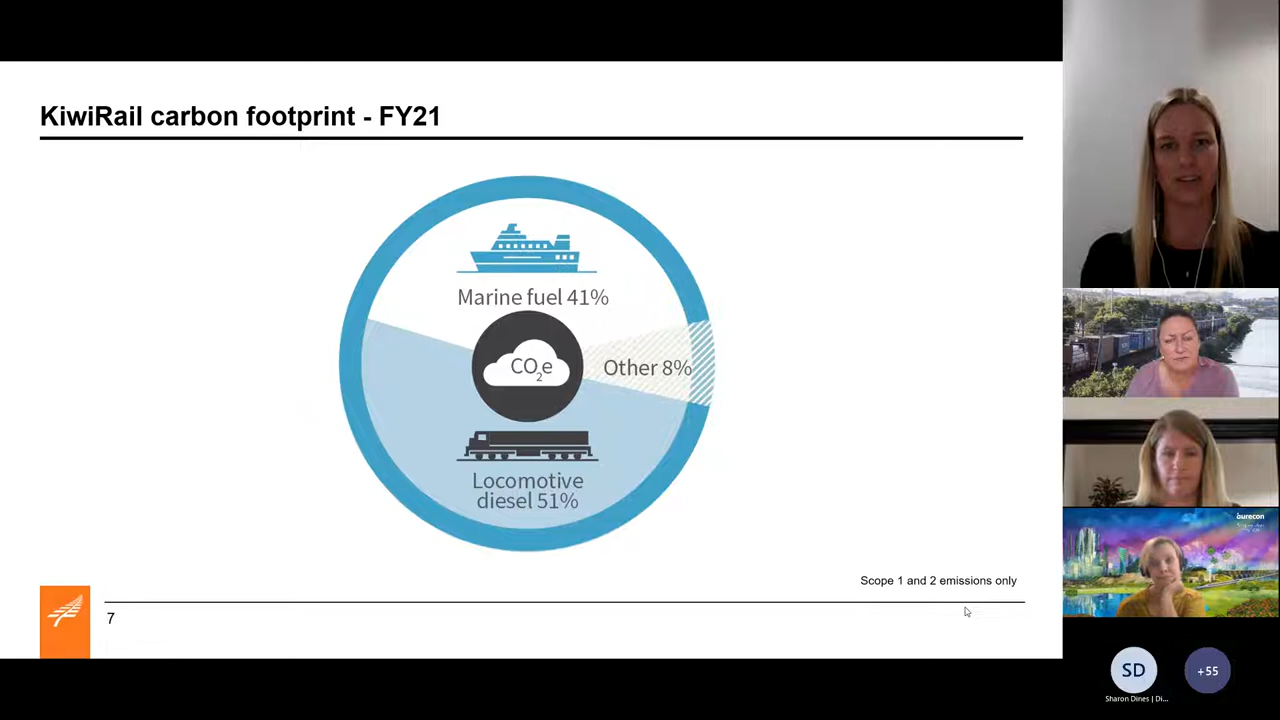 KiwiRail carbon footprint - FY21
Marine fuel 41%
CO2e
Other 8%
Locomotive
diesel 51%
Scope 1 and 2 emissions only
7
aurecon
SD
+55
Sharon Dines | Di...